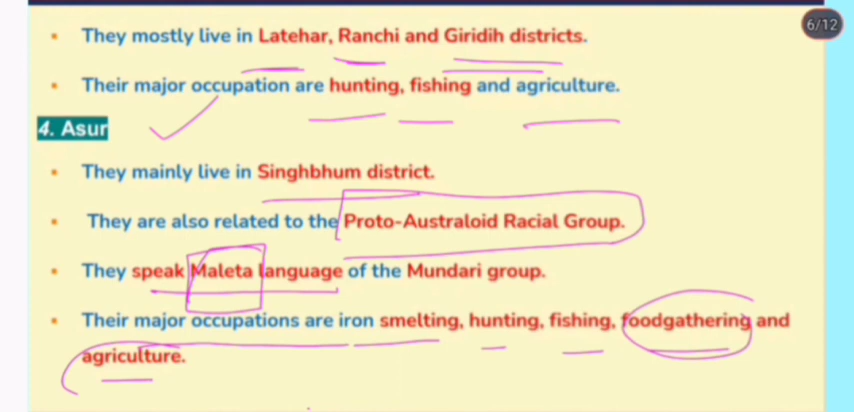 6/12
They mostly live in Latehar, Ranchi and Giridih districts.
Their major occupation are hunting, fishing and agriculture.
4. Asur
They mainly live in Singhbhum district.
They are also related to the Proto-Australoid Racial Group.
They speak Maleta language of the Mundari group.
Their major occupations are iron smelting, hunting, fishing, foodgathering and
agriculture.